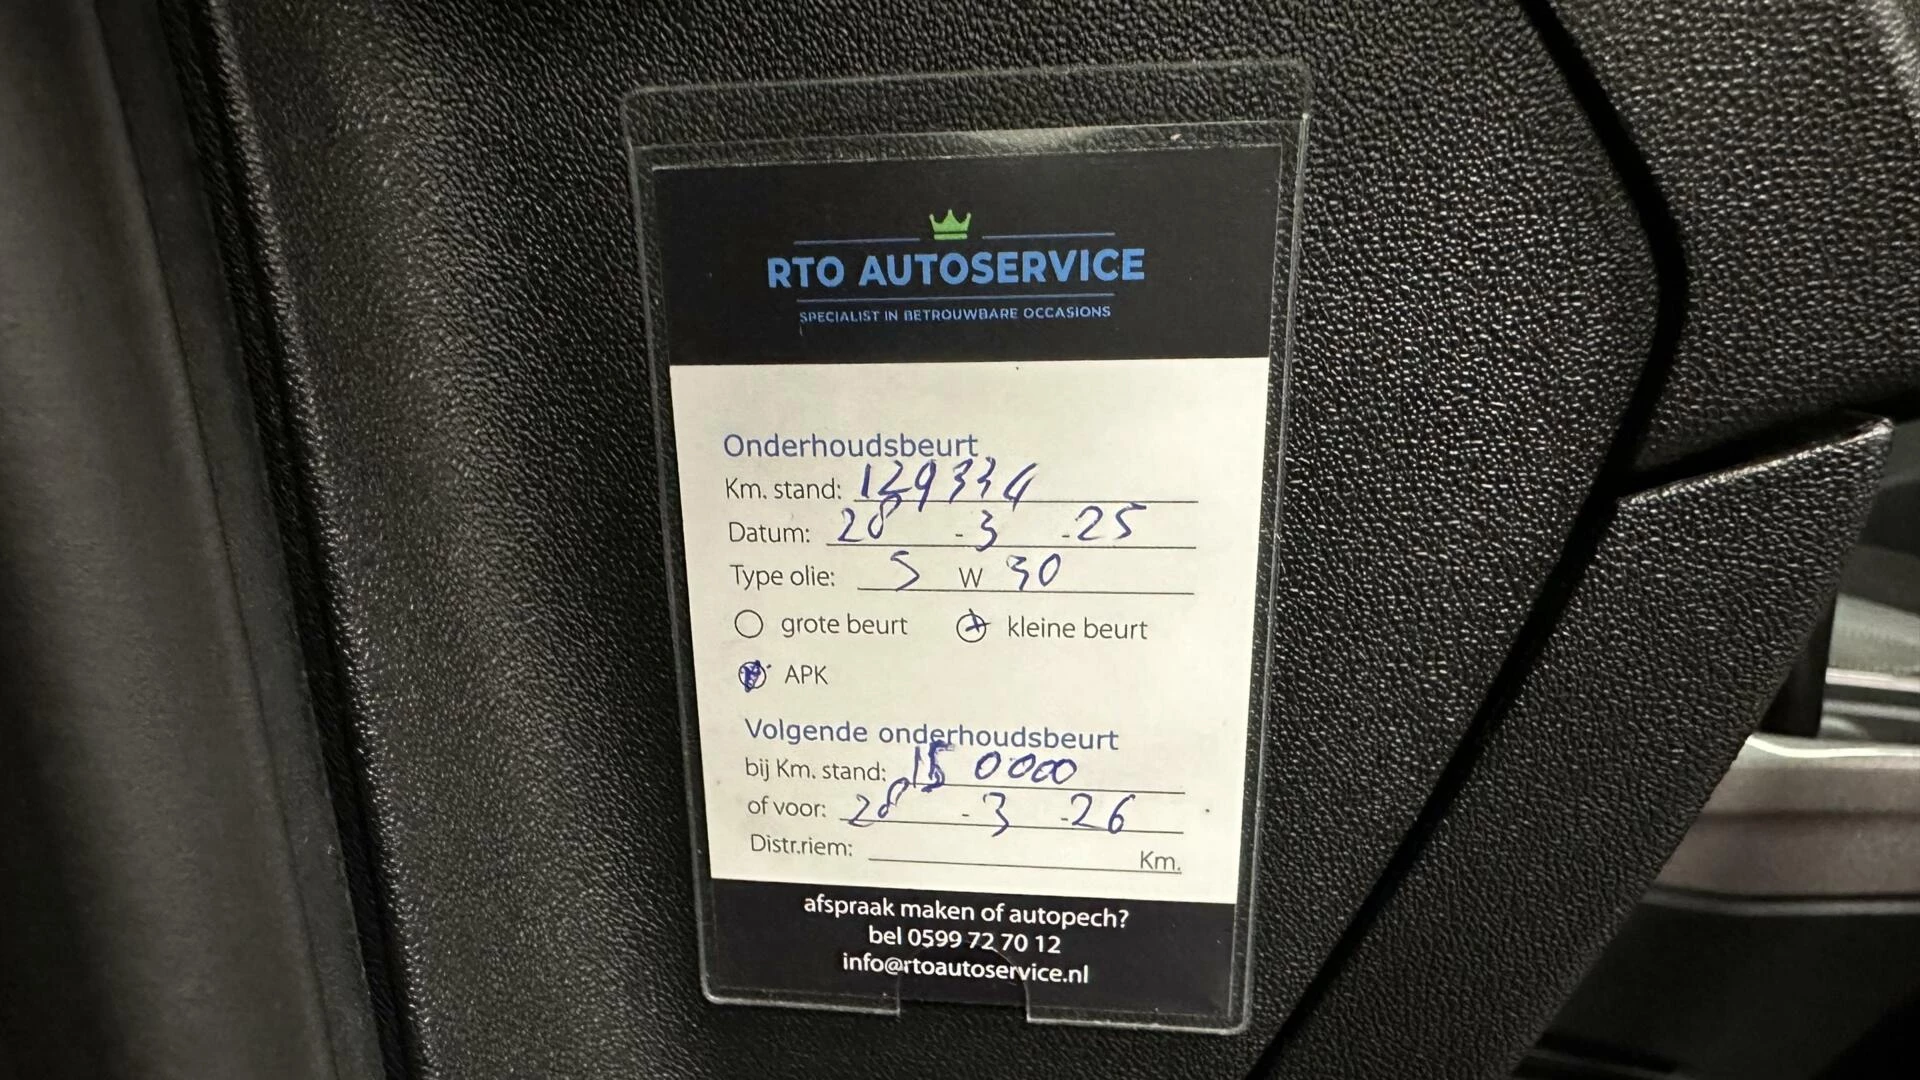 RTO AUTOSERVICE
SPECIALIST IN BETROUWBARE OCCASIONS
Onderhoudsbeurt
Km. stand: 129334
Datum: 28 - 3 - 25
Type olie: 5 W 30
grote beurt kleine beurt
APK
Volgende onderhoudsbeurt
bij Km. stand: 150000
of voor: 28 - 3 - 26
Distr.riem: Km.
afspraak maken of autopech?
bel 0599 72 70 12
info@rtoautoservice.nl